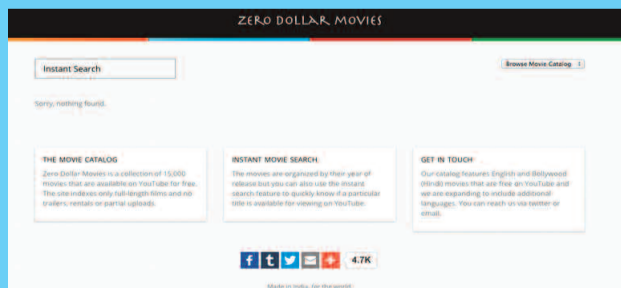 ZERO DOLLAR MOVIES
Instant Search
Browse Movie Catalog
Sorry, nothing found.
THE MOVIE CATALOG
Zero Dollar Movies is a collection of 15,000
movies that are available on YouTube for free.
The site indexes only full-length films and no
trailers, rentals or partial uploads.
INSTANT MOVIE SEARCH
The movies are organized by their year of
release but you can also use the instant
search feature to quickly know if a particular
title is available for viewing on YouTube.
GET IN TOUCH
Our catalog features English and Bollywood
(Hindi) movies that are free on YouTube and
we are expanding to include additional
languages. You can reach us via twitter or
email.
f t 4.7K
Made in India, for the world.